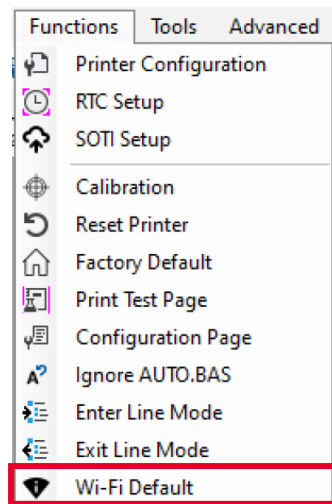 Functions Tools Advanced
Printer Configuration
RTC Setup
SOTI Setup
Calibration
Reset Printer
Factory Default
Print Test Page
Configuration Page
Ignore AUTO.BAS
Enter Line Mode
Exit Line Mode
Wi-Fi Default